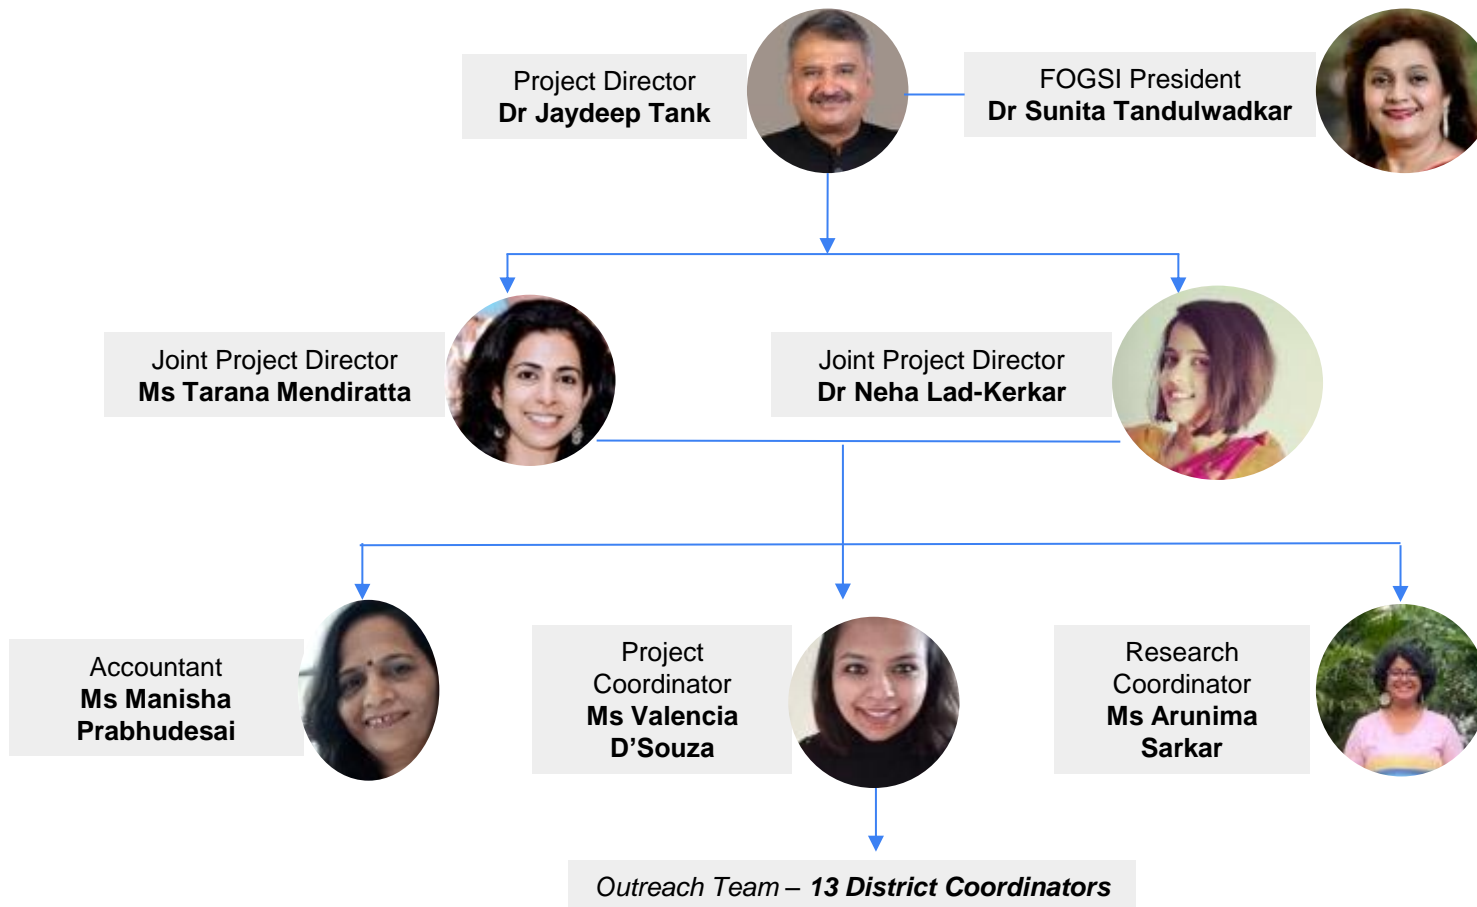 Project Director
Dr Jaydeep Tank
FOGSI President
Dr Sunita Tandulwadkar
Joint Project Director
Ms Tarana Mendiratta
Joint Project Director
Dr Neha Lad-Kerkar
Accountant
Ms Manisha
Prabhudesai
Project
Coordinator
Ms Valencia
D’Souza
Research
Coordinator
Ms Arunima
Sarkar
Outreach Team – 13 District Coordinators